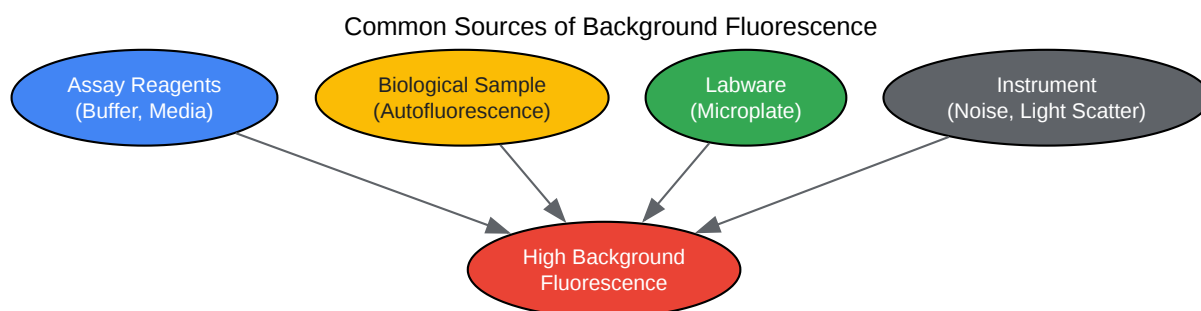 Common Sources of Background Fluorescence
Assay Reagents
(Buffer, Media)
Biological Sample
(Autofluorescence)
Labware
(Microplate)
Instrument
(Noise, Light Scatter)
High Background
Fluorescence